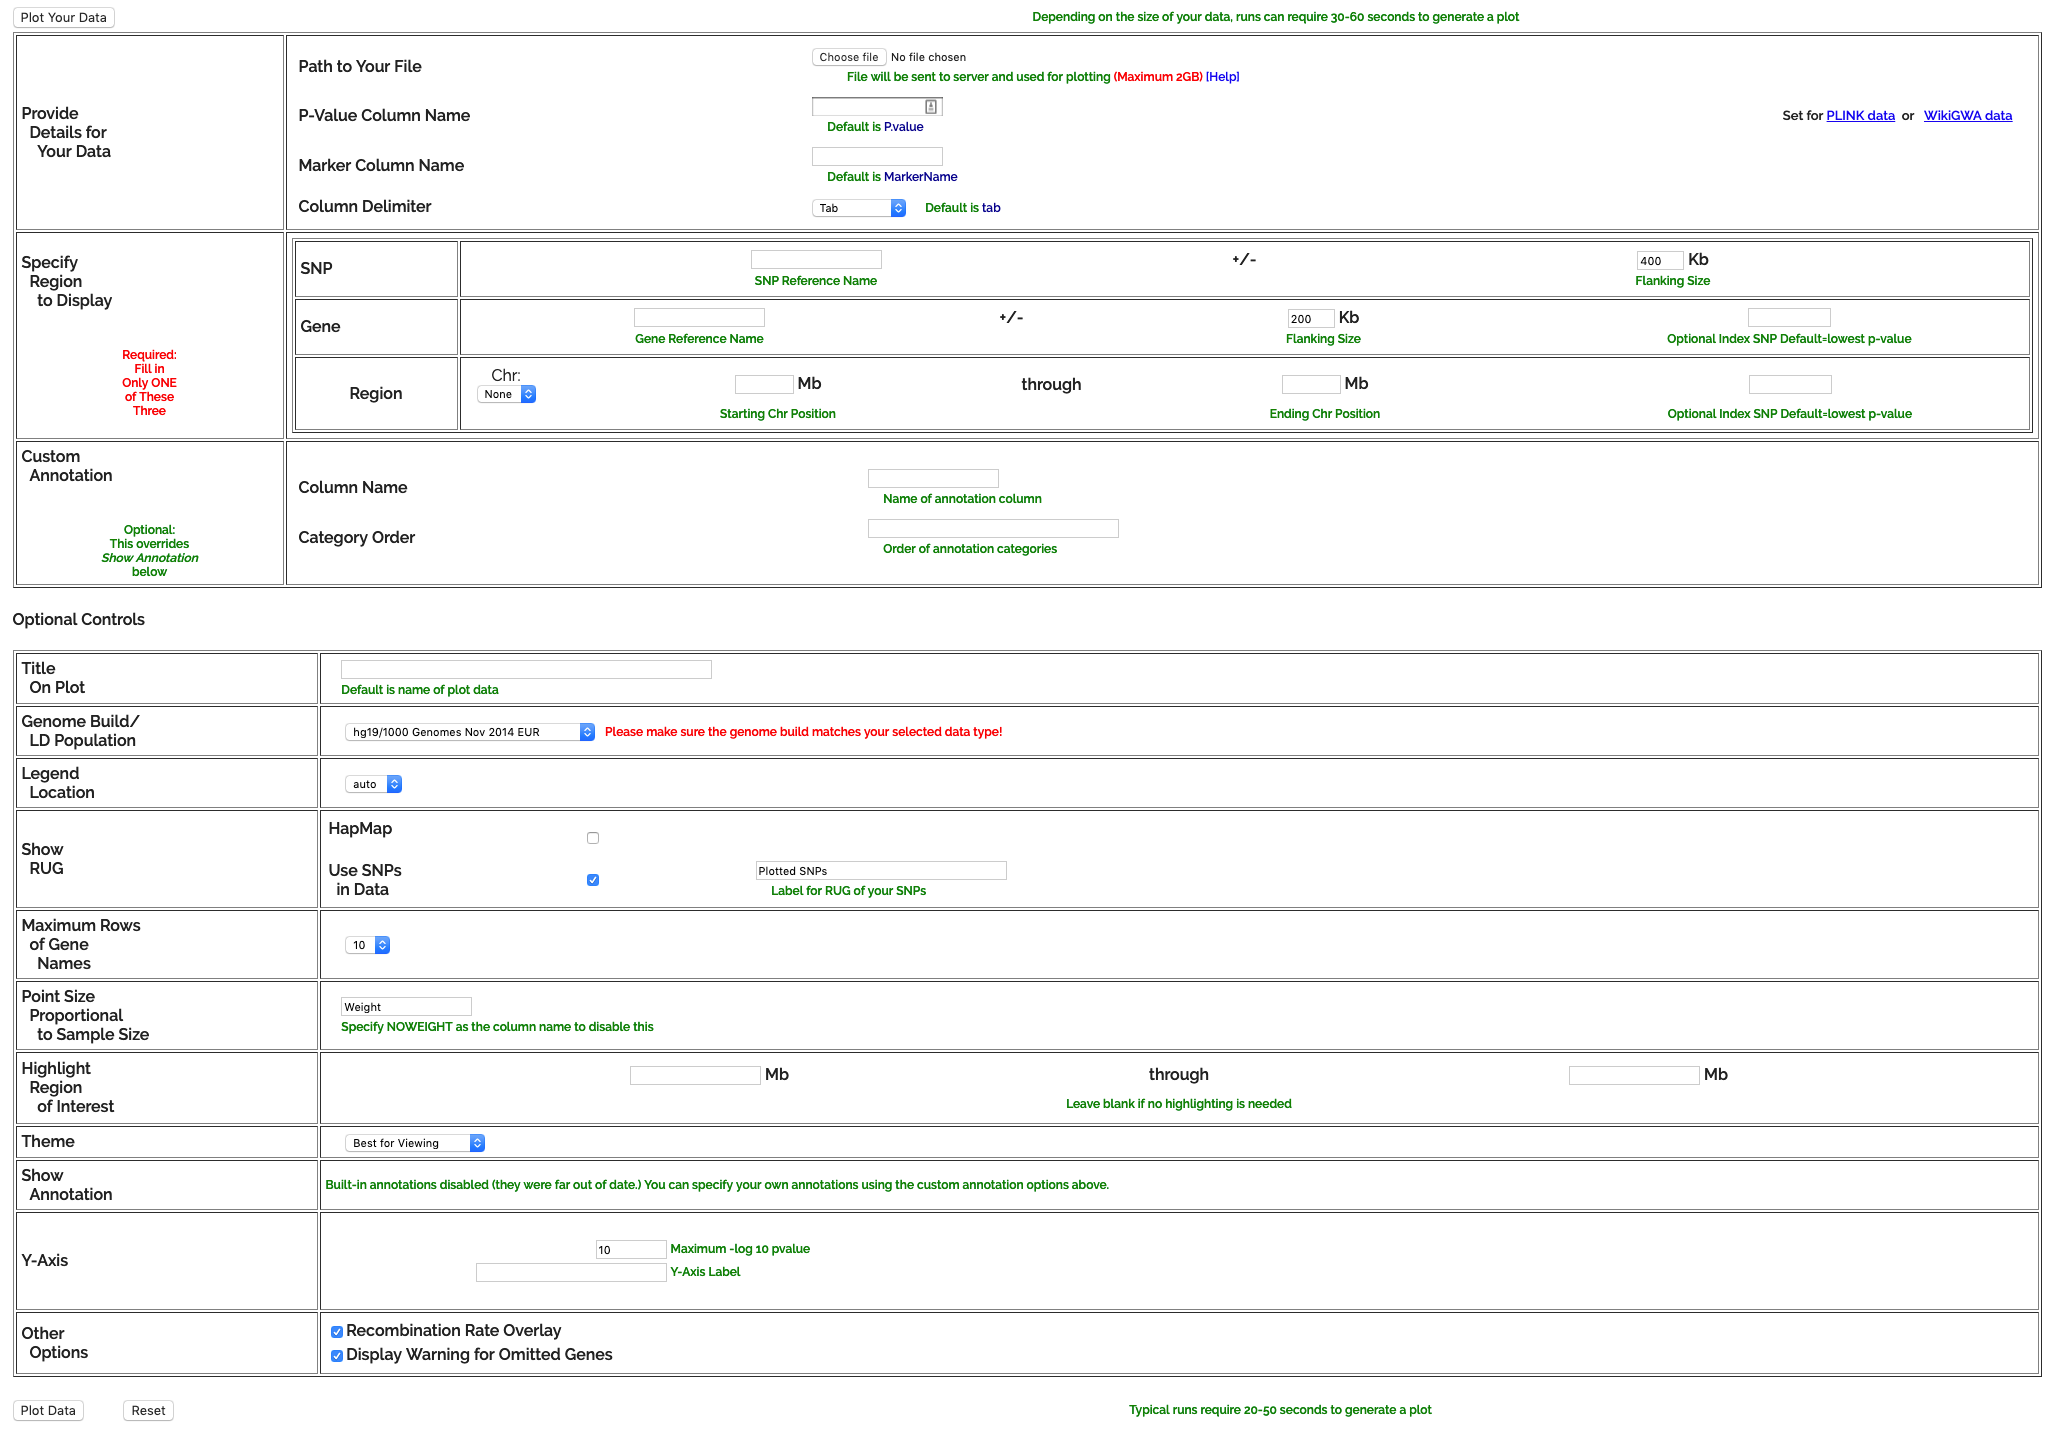 Plot Your Data
Depending on the size of your data, runs can require 30-60 seconds to generate a plot
Provide
Details for
Your Data
Path to Your File
Choose file No file chosen
File will be sent to server and used for plotting (Maximum 2GB) [Help]
P-Value Column Name
Default is P.value
Set for PLINK data or WikiGWA data
Marker Column Name
Default is MarkerName
Column Delimiter
Tab
Default is tab
Specify
Region
to Display
Required:
Fill in
Only ONE
of These
Three
SNP
SNP Reference Name
+/-
400 Kb
Flanking Size
Gene
Gene Reference Name
+/-
200 Kb
Flanking Size
Optional Index SNP Default=lowest p-value
Region
Chr:
None
Mb
Starting Chr Position
through
Mb
Ending Chr Position
Optional Index SNP Default=lowest p-value
Custom
Annotation
Optional:
This overrides
Show Annotation
below
Column Name
Name of annotation column
Category Order
Order of annotation categories
Optional Controls
Title
On Plot
Default is name of plot data
Genome Build/
LD Population
hg19/1000 Genomes Nov 2014 EUR
Please make sure the genome build matches your selected data type!
Legend
Location
auto
Show
RUG
HapMap
Use SNPs
in Data
Plotted SNPs
Label for RUG of your SNPs
Maximum Rows
of Gene
Names
10
Point Size
Proportional
to Sample Size
Weight
Specify NOWEIGHT as the column name to disable this
Highlight
Region
of Interest
Mb
through
Mb
Leave blank if no highlighting is needed
Theme
Best for Viewing
Show
Annotation
Built-in annotations disabled (they were far out of date.) You can specify your own annotations using the custom annotation options above.
Y-Axis
10 Maximum -log 10 pvalue
Y-Axis Label
Other
Options
Recombination Rate Overlay
Display Warning for Omitted Genes
Plot Data
Reset
Typical runs require 20-50 seconds to generate a plot